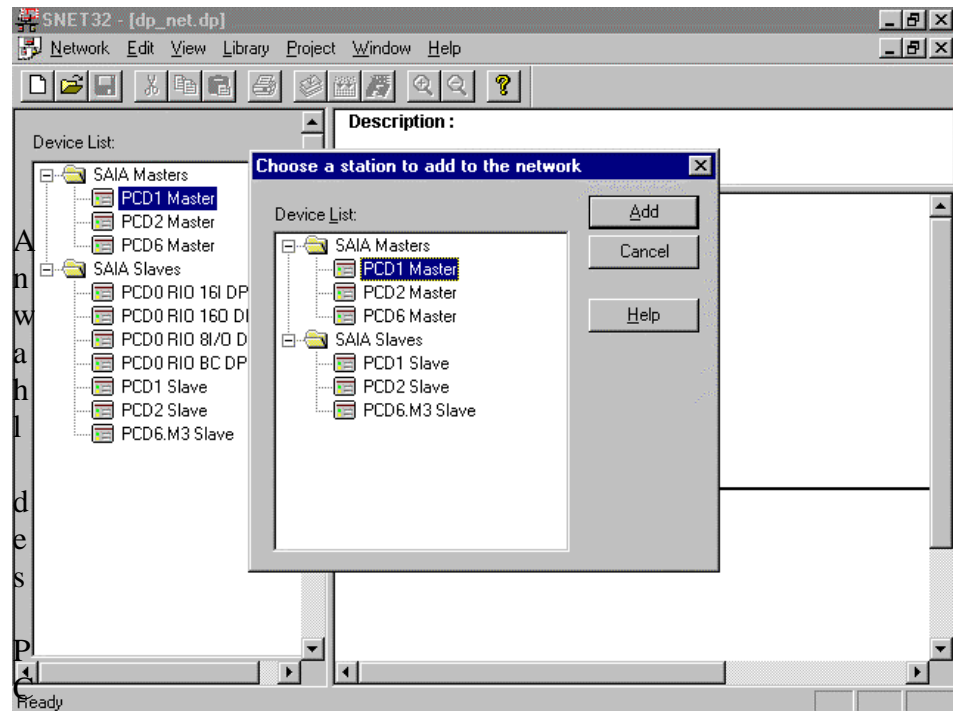 SNET32 - [dp_net.dp]
Network Edit View Library Project Window Help
Description :
Device List:
SAIA Masters
PCD1 Master
PCD2 Master
PCD6 Master
SAIA Slaves
PCD0 RIO 16I DP
PCD0 RIO 16O
PCD0 RIO 8I/O D
PCD0 RIO BC DP
PCD1 Slave
PCD2 Slave
PCD6.M3 Slave
Choose a station to add to the network
Device List:
SAIA Masters
PCD1 Master
PCD2 Master
PCD6 Master
SAIA Slaves
PCD1 Slave
PCD2 Slave
PCD6.M3 Slave
Add
Cancel
Help
A
n
w
a
h
l
d
e
s
P
C
Ready